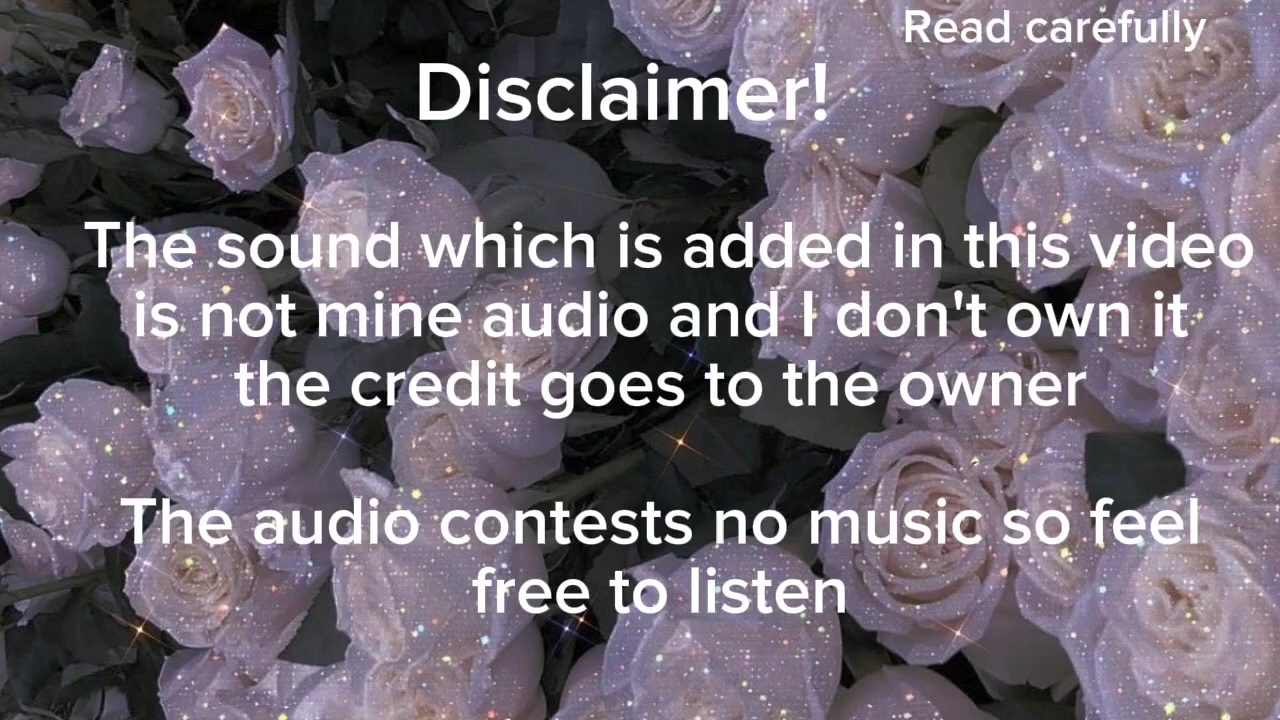 Read carefully
Disclaimer!
The sound which is added in this video
is not mine audio and I don't own it
the credit goes to the owner
The audio contests no music so feel
free to listen